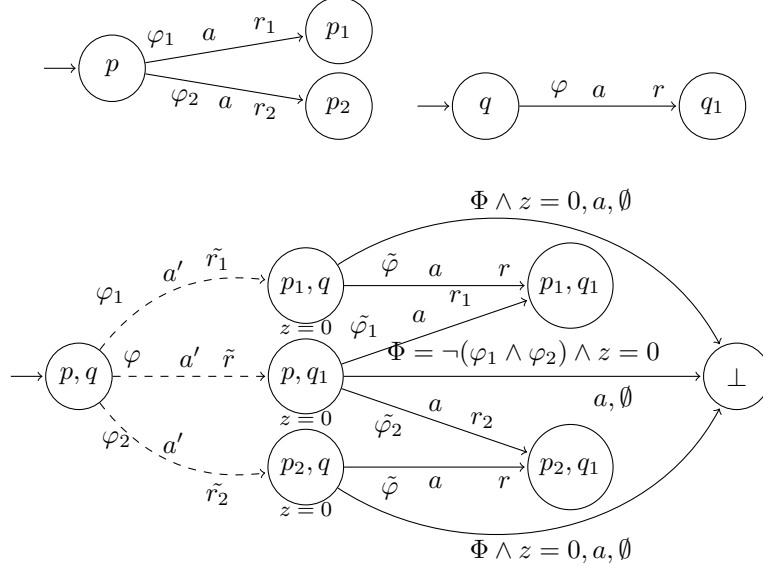 φ₁ a r₁
p
p₁
φ₂ a r₂
p₂
q
φ a r
q₁
Φ ∧ z = 0, a, ∅
φ₁ a′ r̃₁
p₁, q
z = 0
φ̃ a r
p₁, q₁
φ̃₁ a r₁
p, q
φ a′ r̃
p, q₁
z = 0
Φ = ¬(φ₁ ∧ φ₂) ∧ z = 0
a, ∅
⊥
φ₂ a′ r̃₂
p₂, q
z = 0
φ̃₂ a r₂
φ̃ a r
p₂, q₁
Φ ∧ z = 0, a, ∅